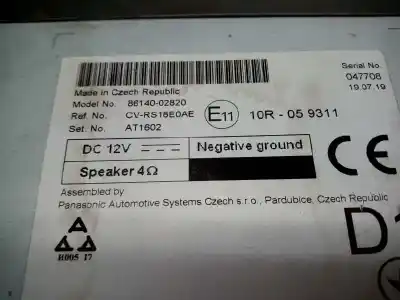 Made in Czech Republic
Model No. 86140-02820
Ref. No. CV-RS16E0AE
Set. No. AT1602
E11 10R - 05 9311
Serial No.
047708
19.07.19
DC 12V
Negative ground
Speaker 4Ω
CE
Assembled by
Panasonic Automotive Systems Czech s.r.o., Pardubice, Czech Republic
R005 17
D1